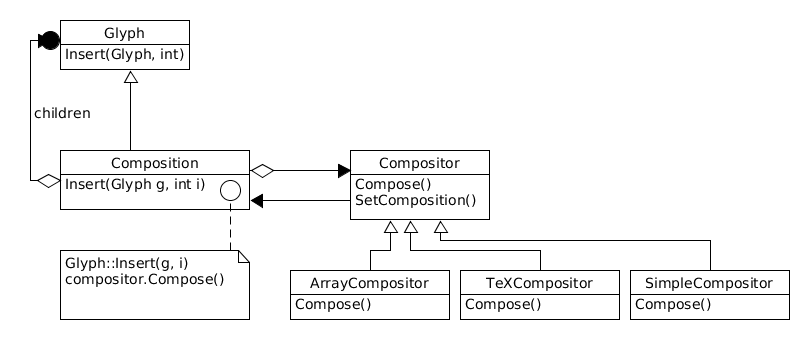 Glyph
Insert(Glyph, int)
children
Composition
Insert(Glyph g, int i)
Compositor
Compose()
SetComposition()
Glyph::Insert(g, i)
compositor.Compose()
ArrayCompositor
Compose()
TeXCompositor
Compose()
SimpleCompositor
Compose()